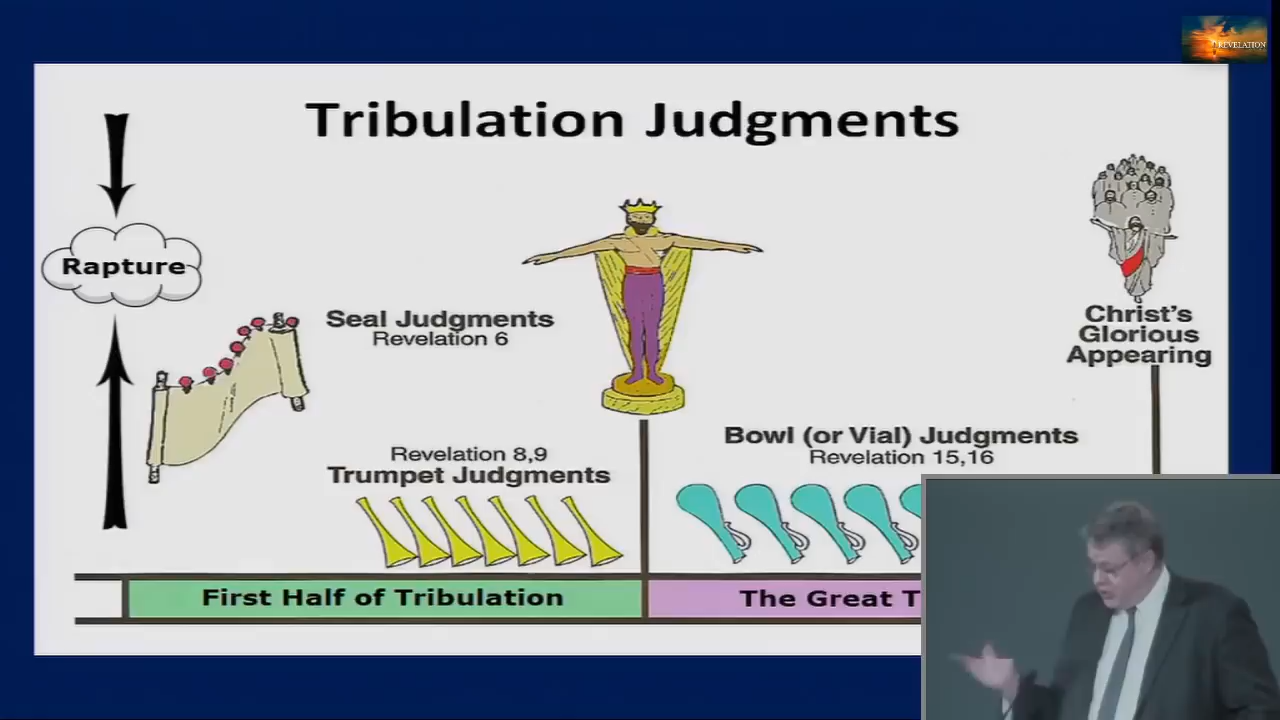 REVELATION
Tribulation Judgments
Rapture
Seal Judgments
Revelation 6
Christ's
Glorious
Appearing
Revelation 8,9
Trumpet Judgments
Bowl (or Vial) Judgments
Revelation 15,16
First Half of Tribulation
The Great T